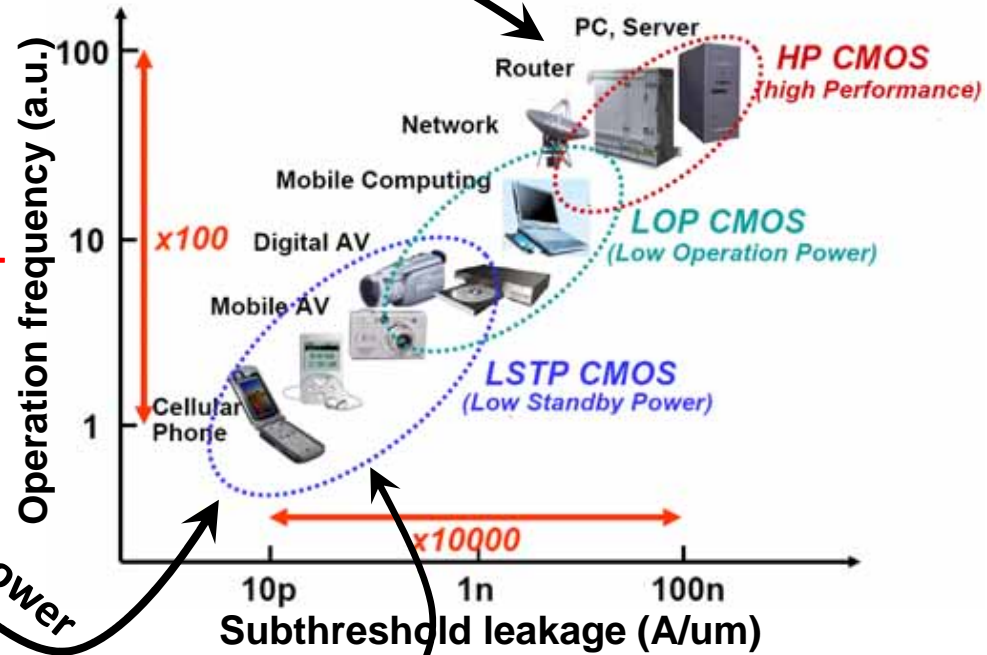 Operation frequency (a.u.)
100
10
1
x100
PC, Server
Router
Network
Mobile Computing
Digital AV
Mobile AV
Cellular
Phone
HP CMOS
(high Performance)
LOP CMOS
(Low Operation Power)
LSTP CMOS
(Low Standby Power)
x10000
10p
1n
100n
Subthreshold leakage (A/um)